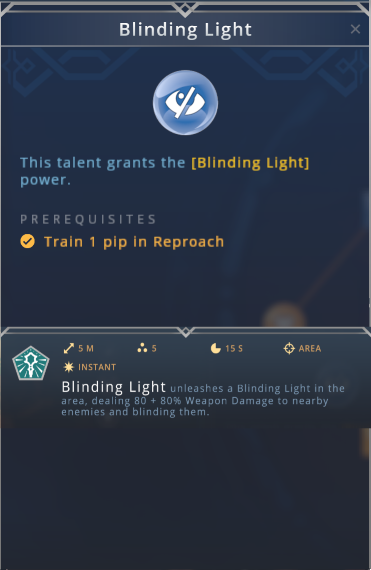 Blinding Light
This talent grants the [Blinding Light]
power.
PREREQUISITES
Train 1 pip in Reproach
5 M 5 15 S AREA
INSTANT
Blinding Light unleashes a Blinding Light in the
area, dealing 80 + 80% Weapon Damage to nearby
enemies and blinding them.